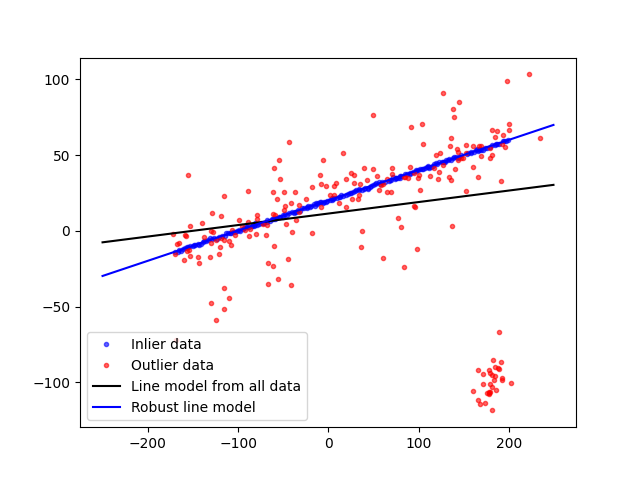 100
50
0
−50
−100
Inlier data
Outlier data
Line model from all data
Robust line model
−200
−100
0
100
200